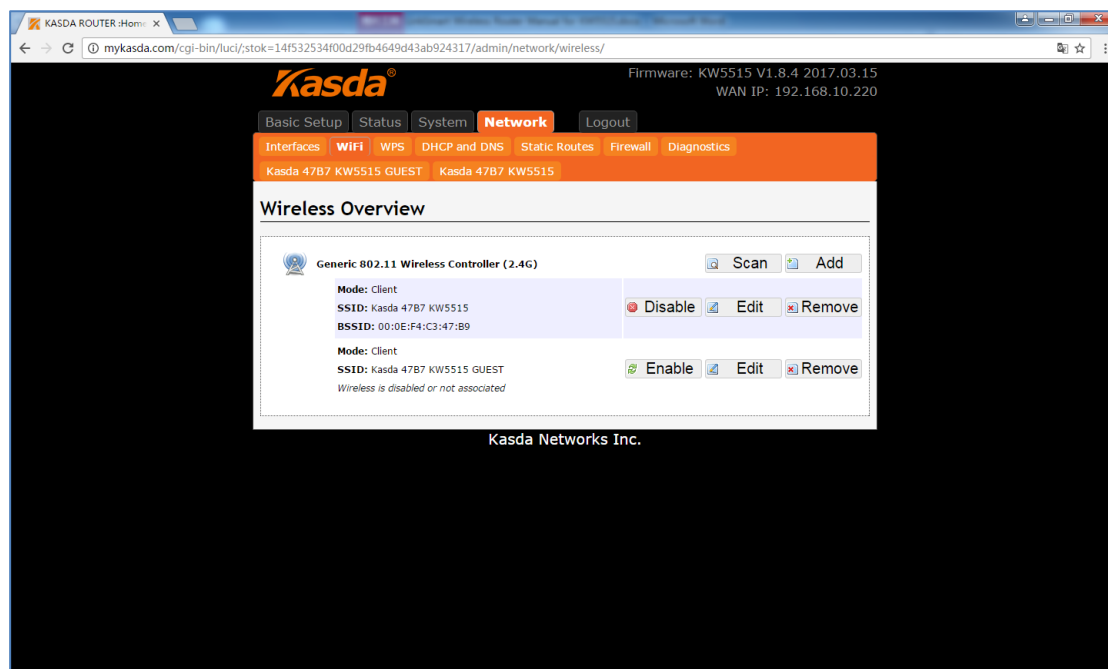 KASDA ROUTER :Home
mykasda.com/cgi-bin/luci/;stok=14f532534f00d29fb4649d43ab924317/admin/network/wireless/
Kasda®
Firmware: KW5515 V1.8.4 2017.03.15
WAN IP: 192.168.10.220
Basic Setup Status System Network Logout
Interfaces WiFi WPS DHCP and DNS Static Routes Firewall Diagnostics
Kasda 47B7 KW5515 GUEST Kasda 47B7 KW5515
Wireless Overview
Generic 802.11 Wireless Controller (2.4G) Scan Add
Mode: Client
SSID: Kasda 47B7 KW5515 Disable Edit Remove
BSSID: 00:0E:F4:C3:47:B9
Mode: Client
SSID: Kasda 47B7 KW5515 GUEST Enable Edit Remove
Wireless is disabled or not associated
Kasda Networks Inc.